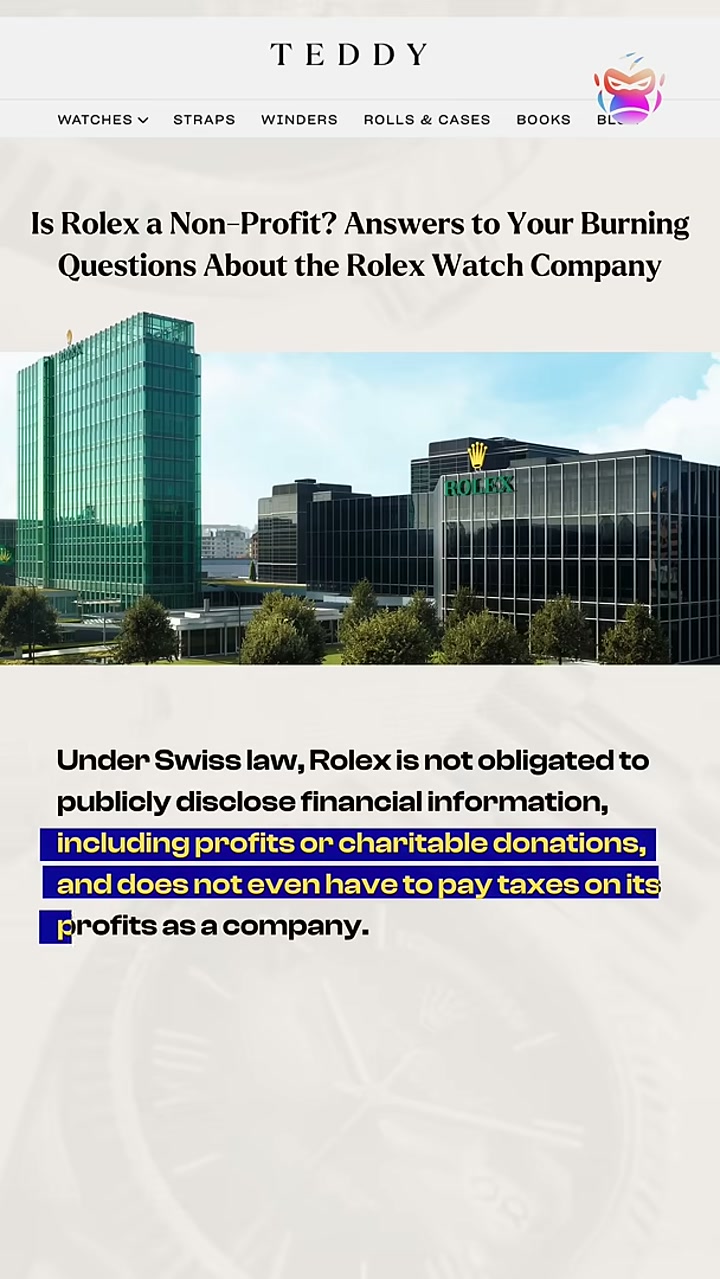 TEDDY
WATCHES STRAPS WINDERS ROLLS & CASES BOOKS
Is Rolex a Non-Profit? Answers to Your Burning
Questions About the Rolex Watch Company
ROLEX
Under Swiss law, Rolex is not obligated to
publicly disclose financial information,
including profits or charitable donations,
and does not even have to pay taxes on its
profits as a company.